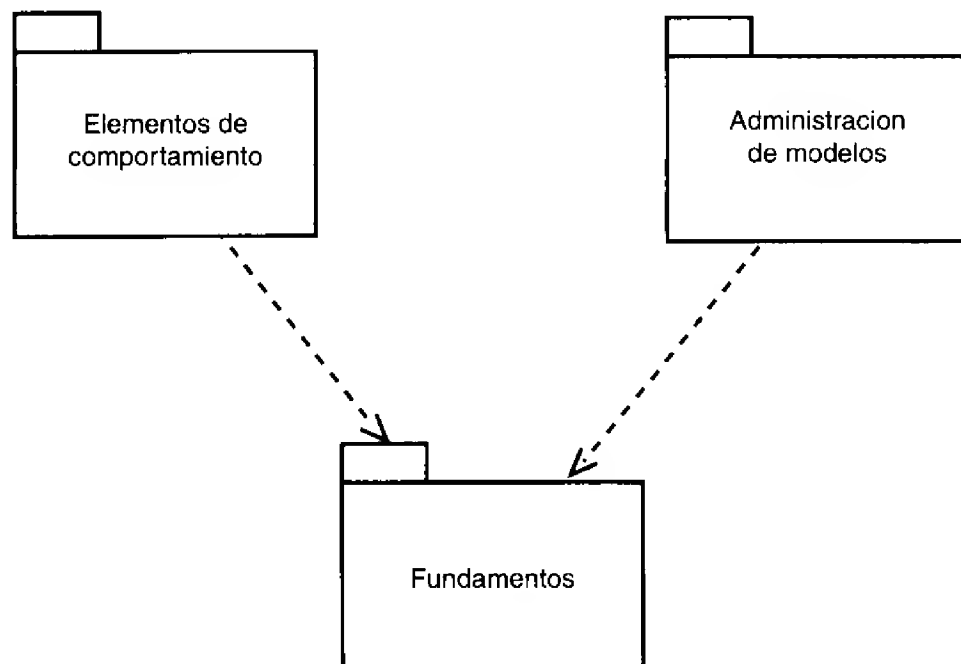 Elementos de
comportamiento
Administracion
de modelos
Fundamentos